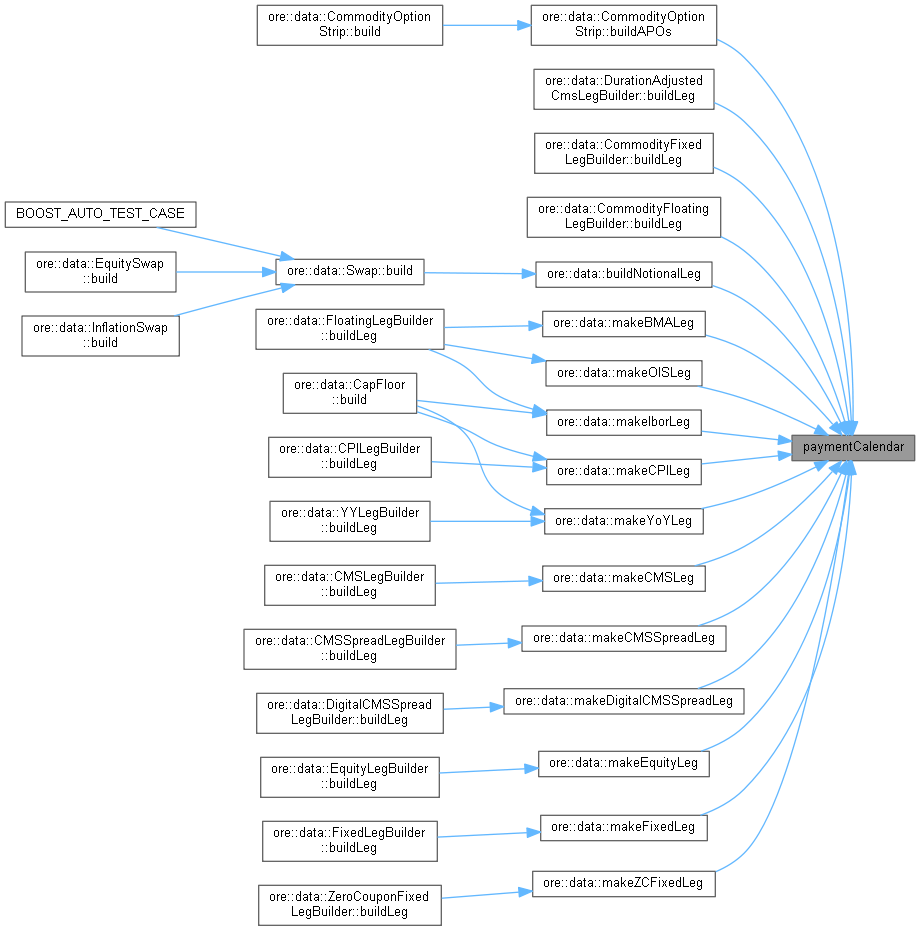 ore::data::CommodityOption
Strip::build
ore::data::CommodityOption
Strip::buildAPOs
ore::data::DurationAdjusted
CmsLegBuilder::buildLeg
ore::data::CommodityFixed
LegBuilder::buildLeg
ore::data::CommodityFloating
LegBuilder::buildLeg
BOOST_AUTO_TEST_CASE
ore::data::EquitySwap
::build
ore::data::InflationSwap
::build
ore::data::Swap::build
ore::data::buildNotionalLeg
ore::data::FloatingLegBuilder
::buildLeg
ore::data::makeBMALeg
ore::data::makeOISLeg
ore::data::CapFloor
::build
ore::data::makeIborLeg
paymentCalendar
ore::data::CPILegBuilder
::buildLeg
ore::data::makeCPILeg
ore::data::YYLegBuilder
::buildLeg
ore::data::makeYoYLeg
ore::data::CMSLegBuilder
::buildLeg
ore::data::makeCMSLeg
ore::data::CMSSpreadLegBuilder
::buildLeg
ore::data::makeCMSSpreadLeg
ore::data::DigitalCMSSpread
LegBuilder::buildLeg
ore::data::makeDigitalCMSSpreadLeg
ore::data::EquityLegBuilder
::buildLeg
ore::data::makeEquityLeg
ore::data::FixedLegBuilder
::buildLeg
ore::data::makeFixedLeg
ore::data::ZeroCouponFixed
LegBuilder::buildLeg
ore::data::makeZCFixedLeg